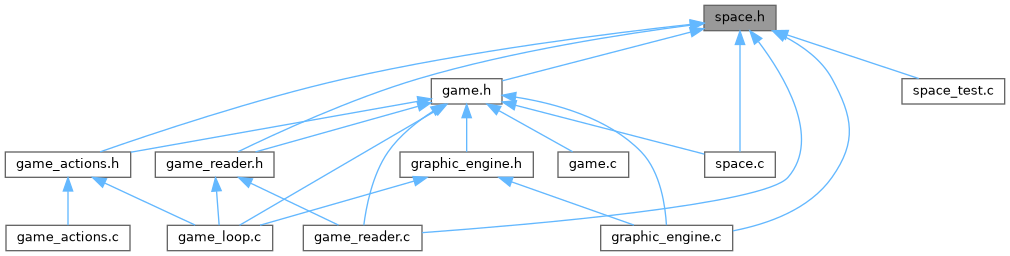 space.h
game.h
space_test.c
game_actions.h
game_reader.h
graphic_engine.h
game.c
space.c
game_actions.c
game_loop.c
game_reader.c
graphic_engine.c